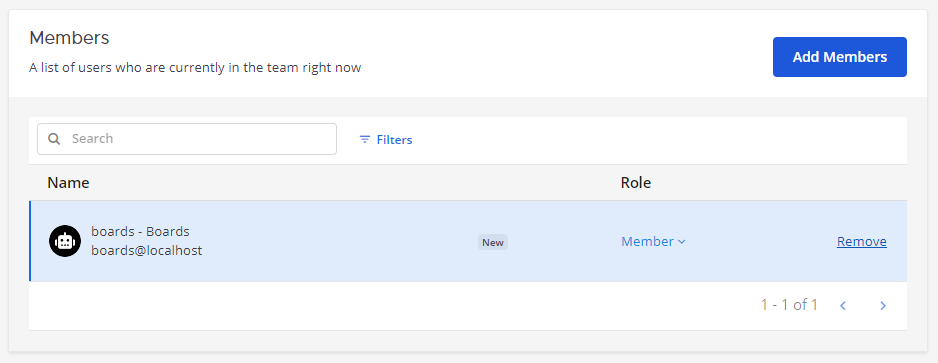 Members
A list of users who are currently in the team right now
Add Members
Search
Filters
Name Role
boards - Boards
boards@localhost
New
Member
Remove
1 - 1 of 1